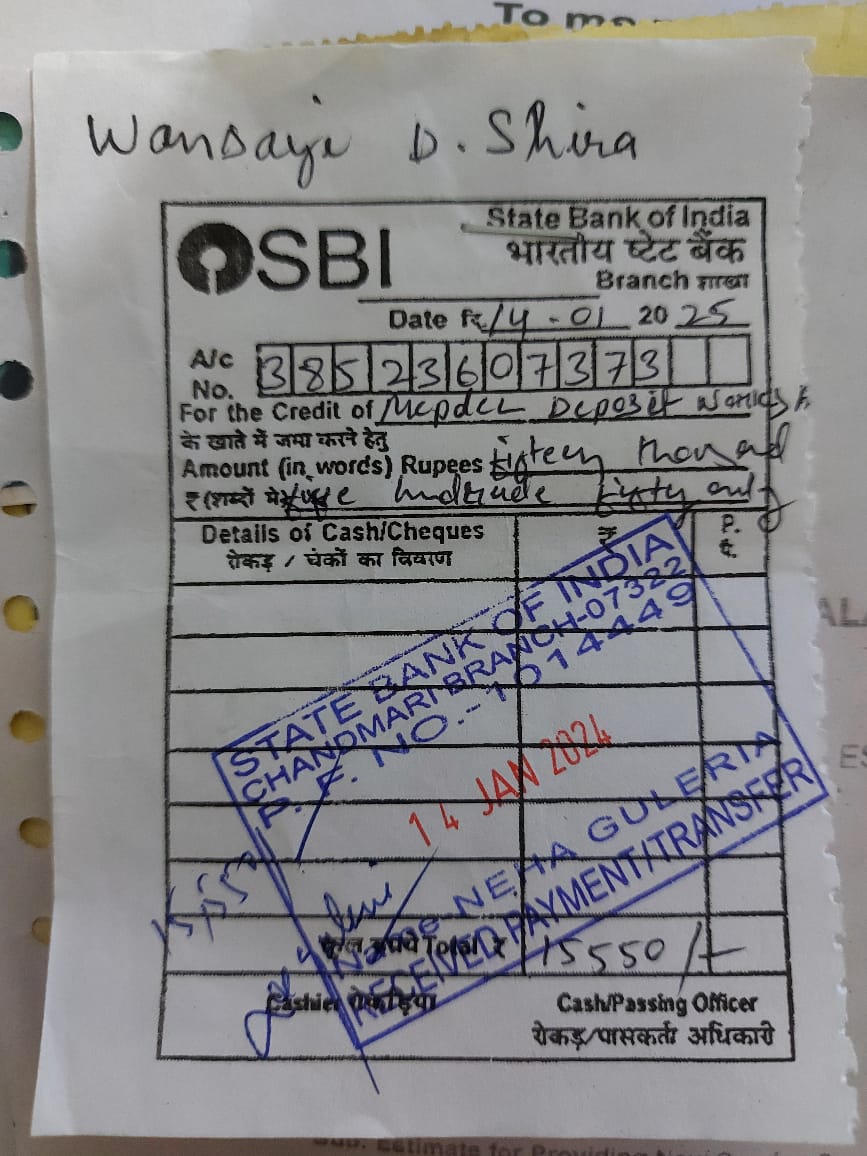 To me
Wansaye D. Shira
SBI
State Bank of India
भारतीय ष्टेट बैंक
Branch शाखा
Date दि. 14-01 2025
A/c No. 38523607373
For the Credit of Mepdcl Deposit works A
के खाते में जमा करने हेतु
Amount (in words) Rupees fifteen thousand
₹ (शब्दों में) five fifty only
Details of Cash/Cheques ₹ P.
रोकड़ / चेकों का विवरण पै.
STATE BANK OF INDIA
CHANDMARI BRANCH-07322
P. F. NO.-1014449
14 JAN 2024
Name-NEHA GULERIA
RECEIVED PAYMENT/TRANSFER
कुल रुपये Total ₹ 15550/-
Cashier रोकड़िया Cash/Passing Officer
रोकड़/पासकर्ता अधिकारी
Sub. Estimate for Providing